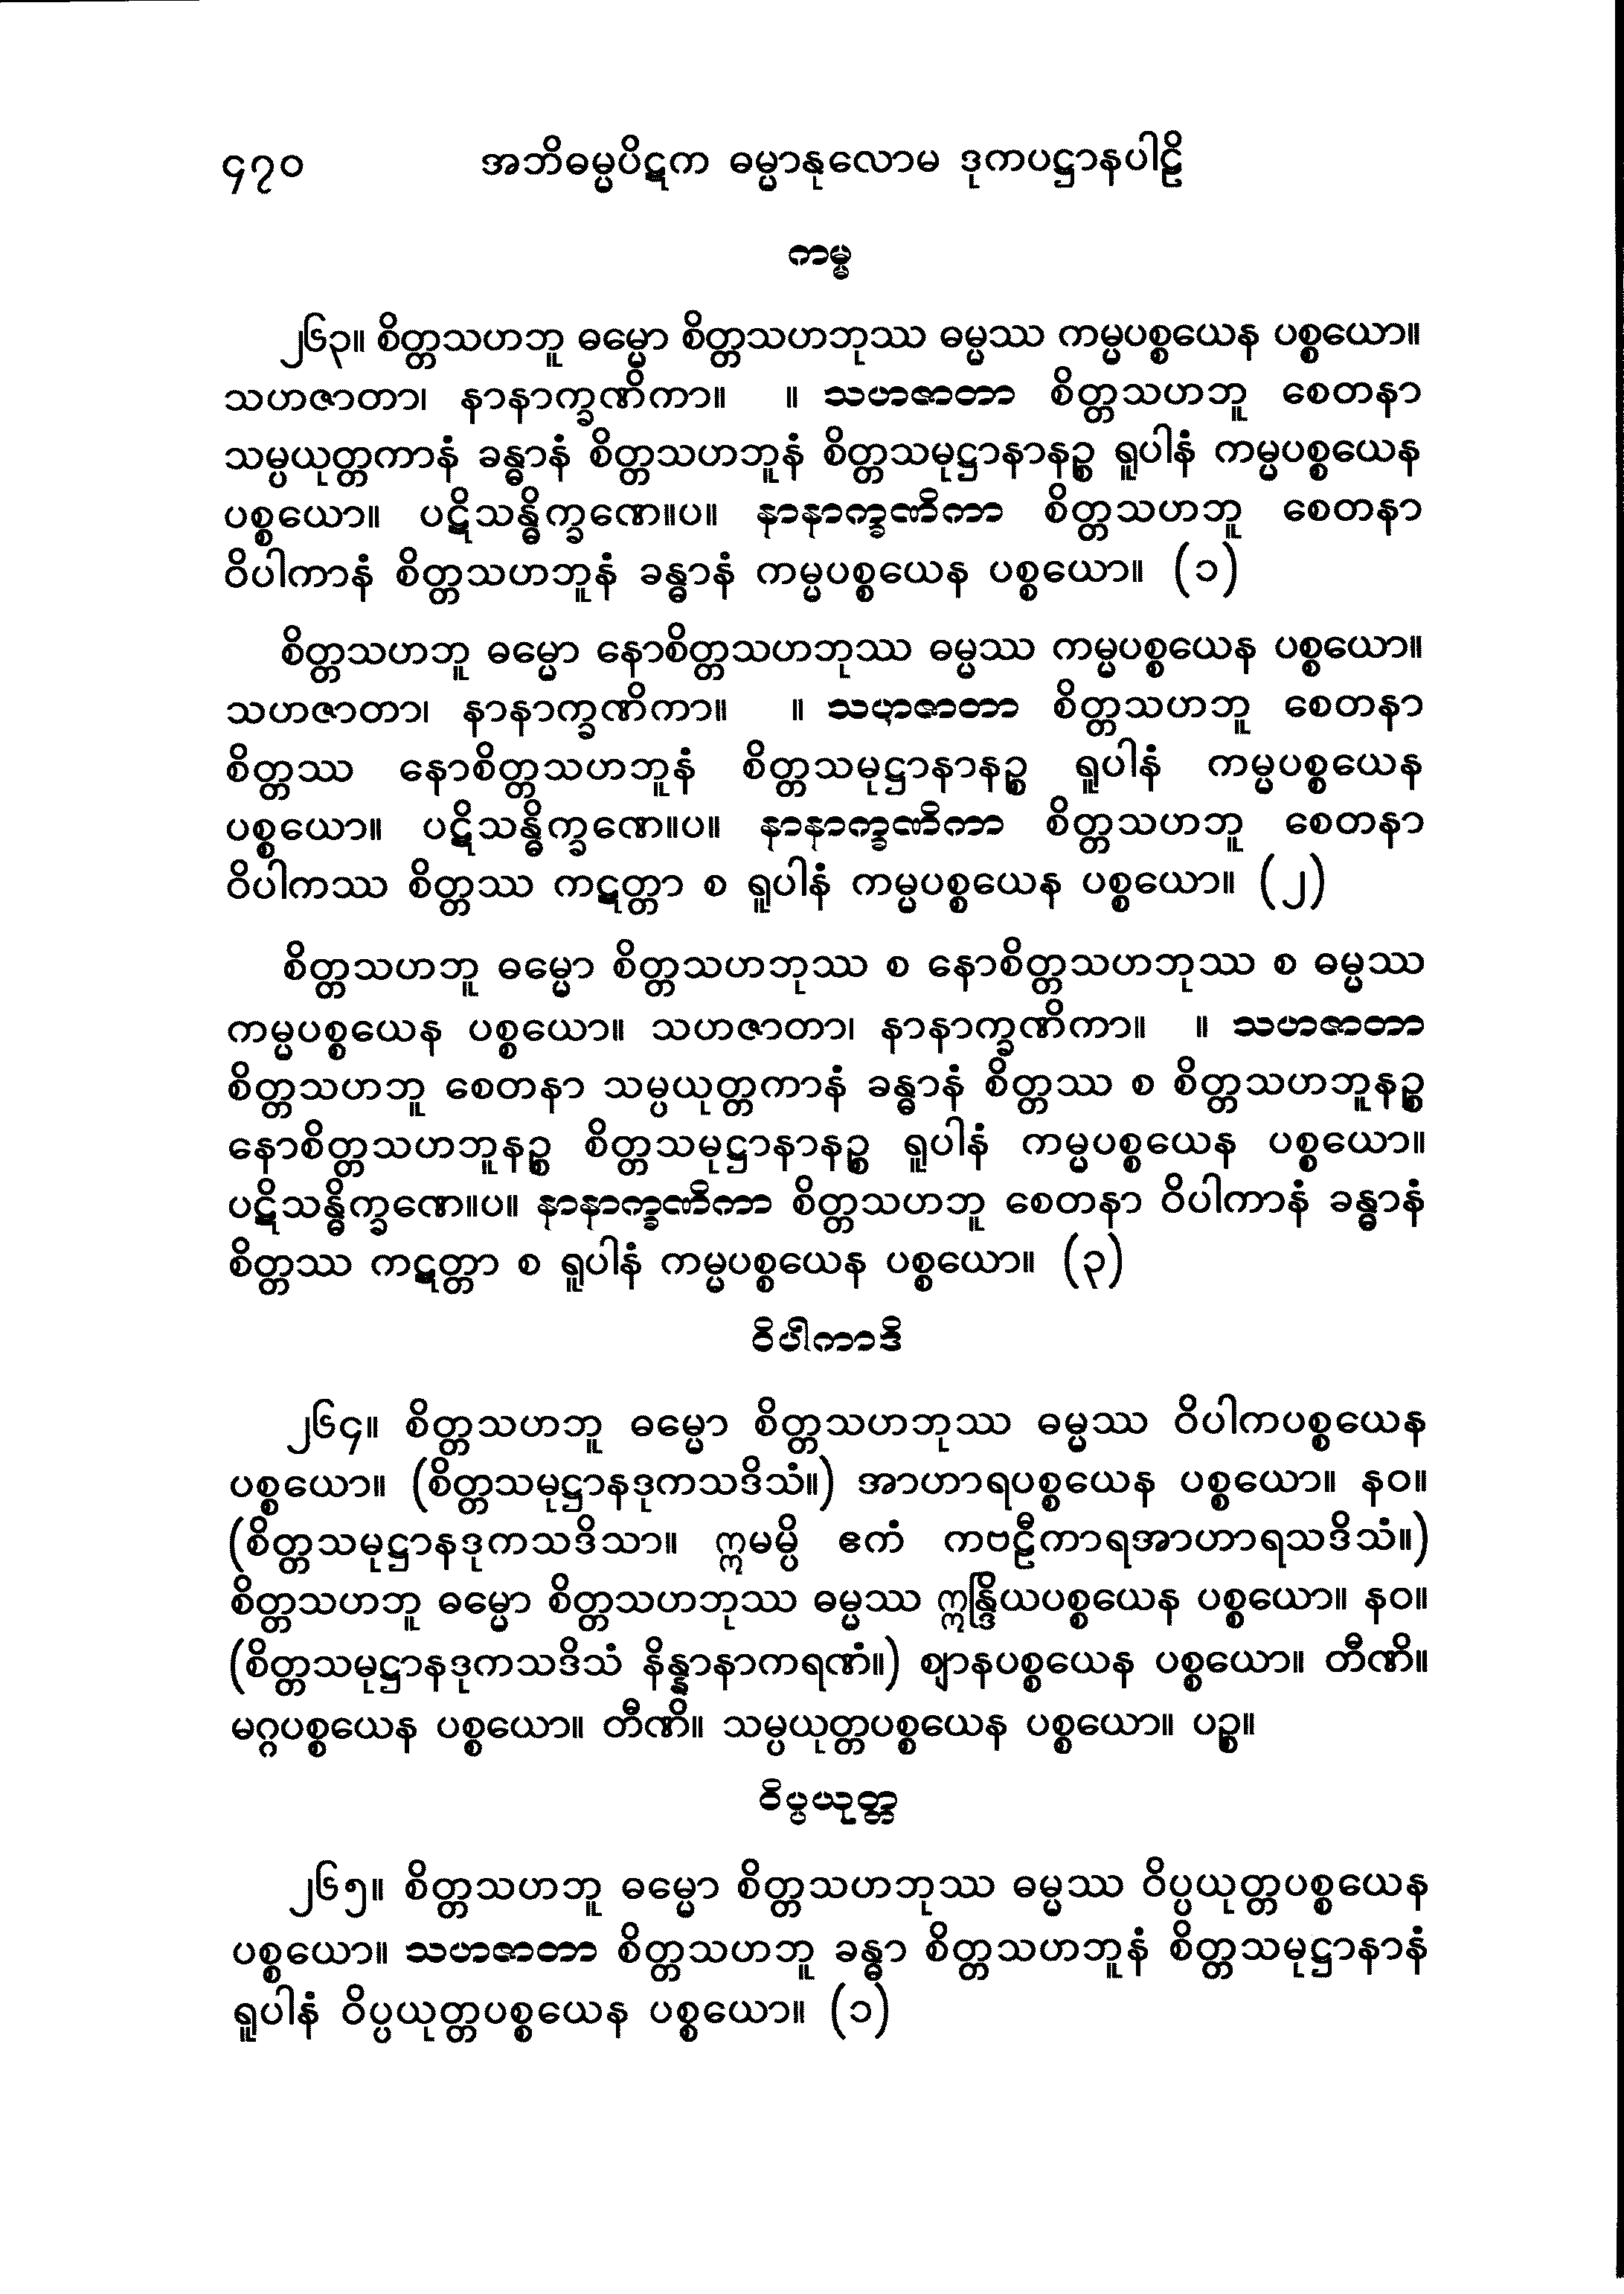 ၄၇၀ အဘိဓမ္မပိဋက ဓမ္မာနုလောမ ဒုကပဋ္ဌာနပါဠိ
ကမ္မ
၂၆၃။ စိတ္တသဟဘူ ဓမ္မော စိတ္တသဟဘုဿ ဓမ္မဿ ကမ္မပစ္စယေန ပစ္စယော။
သဟဇာတာ၊ နာနာက္ခဏိကာ။ ။ သဟဇာတာ စိတ္တသဟဘူ စေတနာ
သမ္ပယုတ္တကာနံ ခန္ဓာနံ စိတ္တသဟဘူနံ စိတ္တသမုဋ္ဌာနာနဉ္စ ရူပါနံ ကမ္မပစ္စယေန
ပစ္စယော။ ပဋိသန္ဓိက္ခဏေ။ပ။ နာနာက္ခဏိကာ စိတ္တသဟဘူ စေတနာ
ဝိပါကာနံ စိတ္တသဟဘူနံ ခန္ဓာနံ ကမ္မပစ္စယေန ပစ္စယော။ (၁)
စိတ္တသဟဘူ ဓမ္မော နောစိတ္တသဟဘုဿ ဓမ္မဿ ကမ္မပစ္စယေန ပစ္စယော။
သဟဇာတာ၊ နာနာက္ခဏိကာ။ ။ သဟာဇာတာ စိတ္တသဟဘူ စေတနာ
စိတ္တဿ နောစိတ္တသဟဘူနံ စိတ္တသမုဋ္ဌာနာနဉ္စ ရူပါနံ ကမ္မပစ္စယေန
ပစ္စယော။ ပဋိသန္ဓိက္ခဏေ။ပ။ နာနာက္ခဏိကာ စိတ္တသဟဘူ စေတနာ
ဝိပါကဿ စိတ္တဿ ကဋတ္တာ စ ရူပါနံ ကမ္မပစ္စယေန ပစ္စယော။ (၂)
စိတ္တသဟဘူ ဓမ္မော စိတ္တသဟဘုဿ စ နောစိတ္တသဟဘုဿ စ ဓမ္မဿ
ကမ္မပစ္စယေန ပစ္စယော။ သဟဇာတာ၊ နာနာက္ခဏိကာ။ ။ သဟဇာတာ
စိတ္တသဟဘူ စေတနာ သမ္ပယုတ္တကာနံ ခန္ဓာနံ စိတ္တဿ စ စိတ္တသဟဘူနဉ္စ
နောစိတ္တသဟဘူနဉ္စ စိတ္တသမုဋ္ဌာနာနဉ္စ ရူပါနံ ကမ္မပစ္စယေန ပစ္စယော။
ပဋိသန္ဓိက္ခဏေ။ပ။ နာနာက္ခဏိကာ စိတ္တသဟဘူ စေတနာ ဝိပါကာနံ ခန္ဓာနံ
စိတ္တဿ ကဋတ္တာ စ ရူပါနံ ကမ္မပစ္စယေန ပစ္စယော။ (၃)
ဝိပါကာဒိ
၂၆၄။ စိတ္တသဟဘူ ဓမ္မော စိတ္တသဟဘုဿ ဓမ္မဿ ဝိပါကပစ္စယေန
ပစ္စယော။ (စိတ္တသမုဋ္ဌာနဒုကသဒိသံ။) အာဟာရပစ္စယေန ပစ္စယော။ နဝ။
(စိတ္တသမုဋ္ဌာနဒုကသဒိသာ။ ဣမမ္ပိ ဧကံ ကဗဠီကာရအာဟာရသဒိသံ။)
စိတ္တသဟဘူ ဓမ္မော စိတ္တသဟဘုဿ ဓမ္မဿ ဣန္ဒြိယပစ္စယေန ပစ္စယော။ နဝ။
(စိတ္တသမုဋ္ဌာနဒုကသဒိသံ နိန္နာနာကရဏံ။) ဈာနပစ္စယေန ပစ္စယော။ တီဏိ။
မဂ္ဂပစ္စယေန ပစ္စယော။ တီဏိ။ သမ္ပယုတ္တပစ္စယေန ပစ္စယော။ ပဉ္စ။
ဝိပ္ပယုတ္တ
၂၆၅။ စိတ္တသဟဘူ ဓမ္မော စိတ္တသဟဘုဿ ဓမ္မဿ ဝိပ္ပယုတ္တပစ္စယေန
ပစ္စယော။ သဟဇာတာ စိတ္တသဟဘူ ခန္ဓာ စိတ္တသဟဘူနံ စိတ္တသမုဋ္ဌာနာနံ
ရူပါနံ ဝိပ္ပယုတ္တပစ္စယေန ပစ္စယော။ (၁)